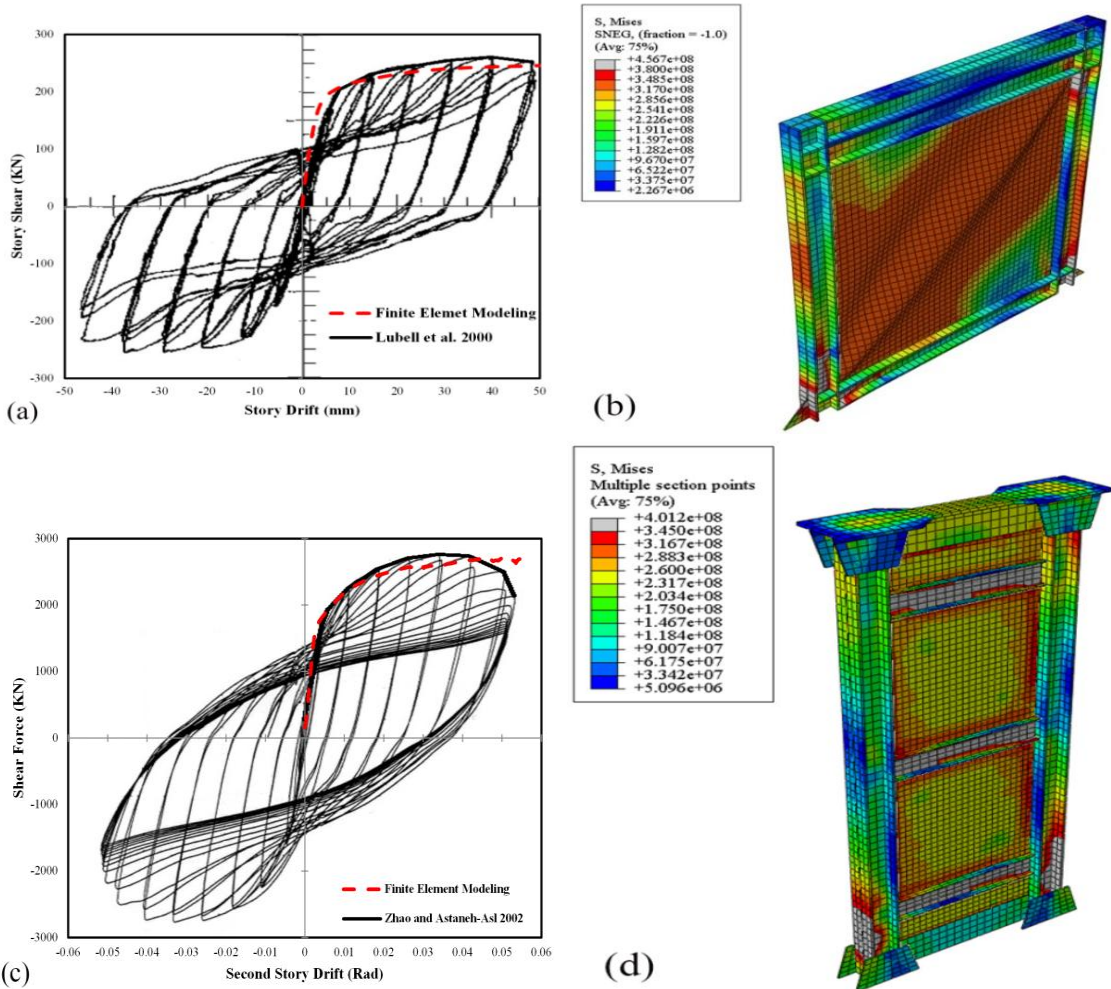 300
200
100
0
-100
-200
-300
-50
-40
-30
-20
-10
0
10
20
30
40
50
Story Shear (KN)
Story Drift (mm)
Finite Elemet Modeling
Lubell et al. 2000
(a)
S, Mises
SNEG, (fraction = -1.0)
(Avg: 75%)
+4.567e+08
+3.800e+08
+3.485e+08
+3.170e+08
+2.856e+08
+2.541e+08
+2.226e+08
+1.911e+08
+1.597e+08
+1.282e+08
+9.670e+07
+6.522e+07
+3.375e+07
+2.267e+06
(b)
3000
2000
1000
0
-1000
-2000
-3000
-0.06
-0.05
-0.04
-0.03
-0.02
-0.01
0
0.01
0.02
0.03
0.04
0.05
0.06
Shear Force (KN)
Second Story Drift (Rad)
Finite Element Modeling
Zhao and Astaneh-Asl 2002
(c)
S, Mises
Multiple section points
(Avg: 75%)
+4.012e+08
+3.450e+08
+3.167e+08
+2.883e+08
+2.600e+08
+2.317e+08
+2.034e+08
+1.750e+08
+1.467e+08
+1.184e+08
+9.007e+07
+6.175e+07
+3.342e+07
+5.096e+06
(d)